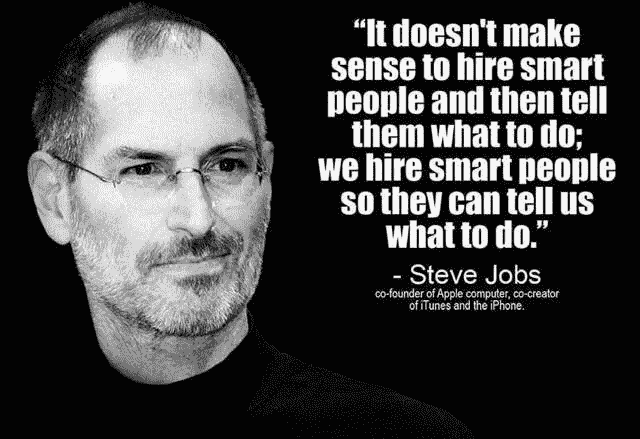 “It doesn't make
sense to hire smart
people and then tell
them what to do;
we hire smart people
so they can tell us
what to do.”
- Steve Jobs
co-founder of Apple computer, co-creator
of iTunes and the iPhone.